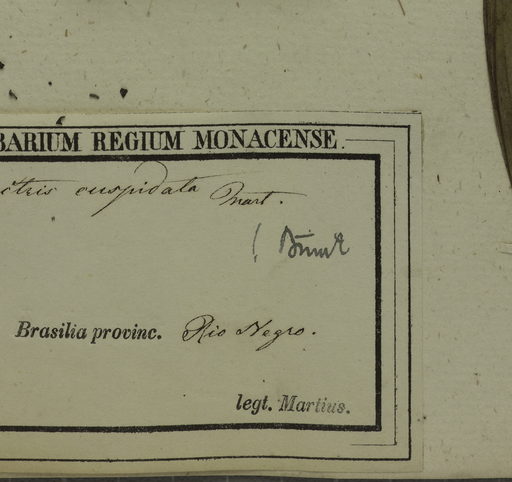 BARIUM REGIUM MONACENSE
ctris cuspidata Mart.
Brasilia provinc. Rio Negro.
legt. Martius.